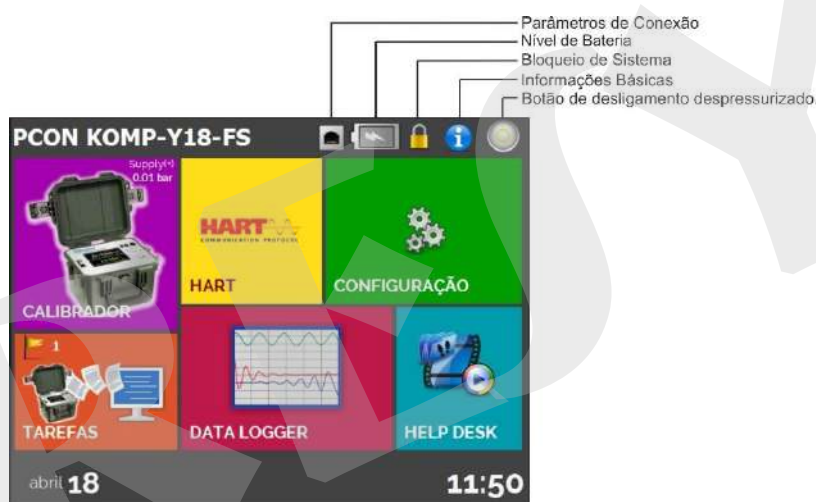 Parâmetros de Conexão
Nível de Bateria
Bloqueio de Sistema
Informações Básicas
Botão de desligamento despressurizado
PCON KOMP-Y18-FS
Supply(*)
0.01 bar
CALIBRADOR
HART
COMMUNICATION PROTOCOL
HART
CONFIGURAÇÃO
1
TAREFAS
DATA LOGGER
HELP DESK
abril 18
11:50